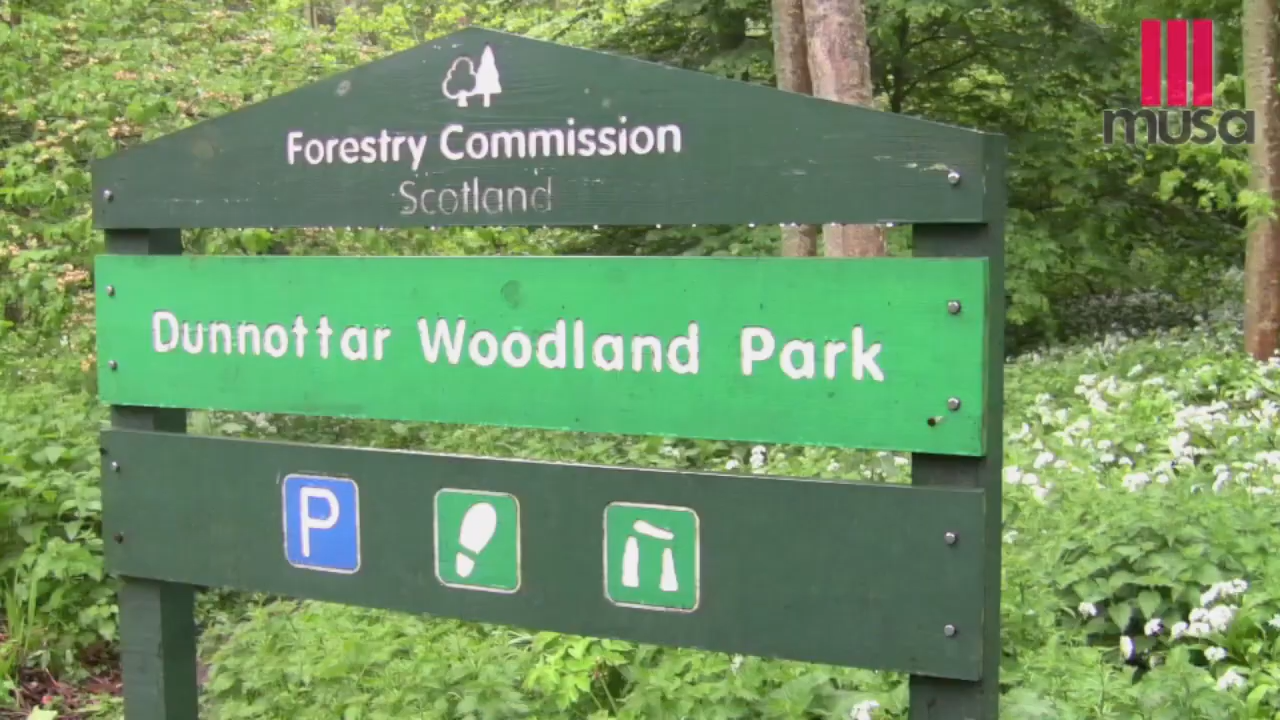 musa
Forestry Commission
Scotland
Dunnottar Woodland Park
P